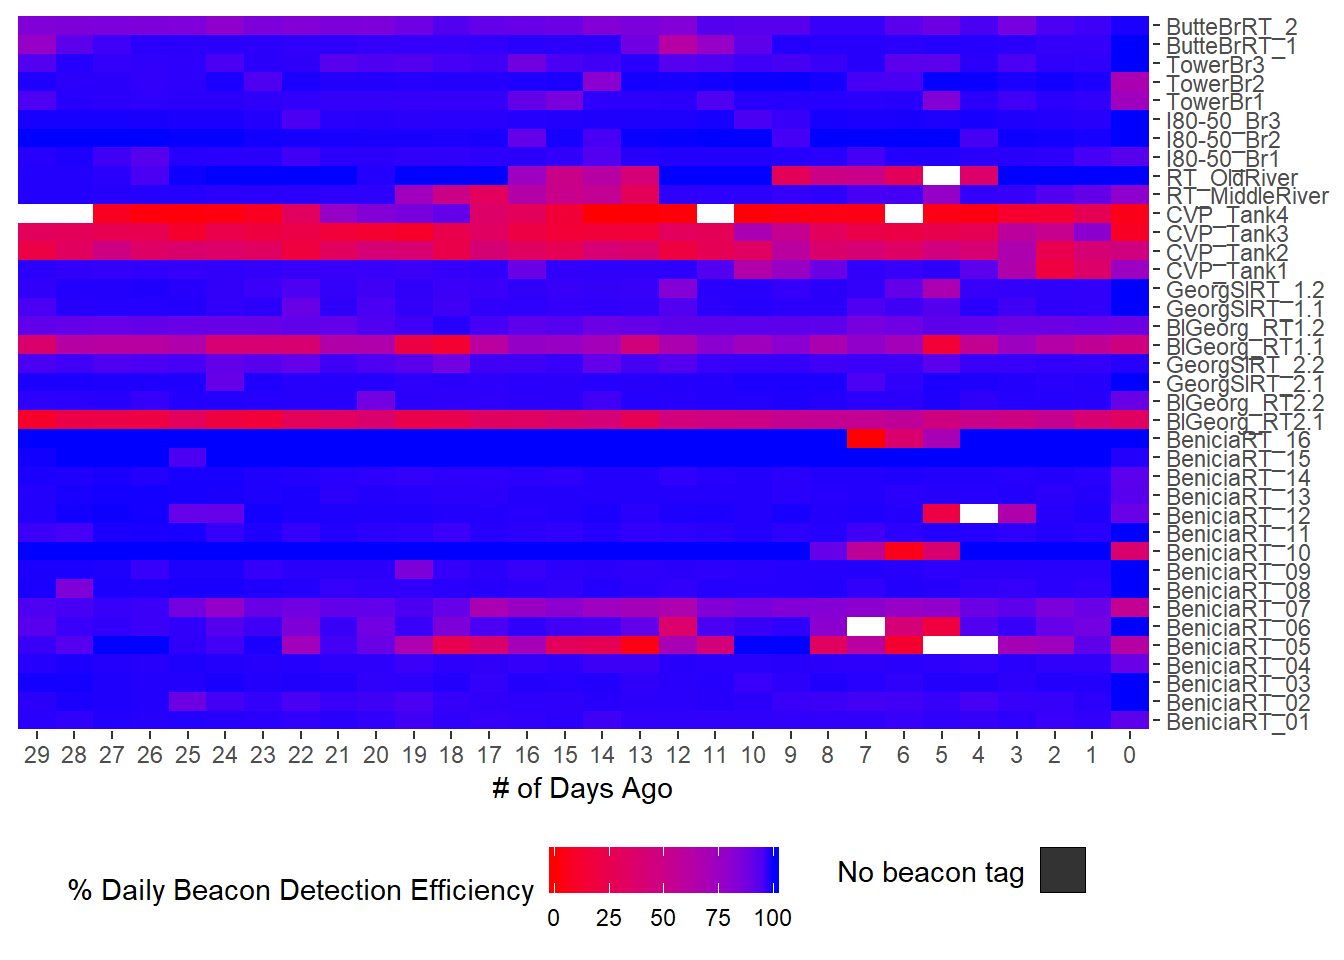 ButteBrRT_2
ButteBrRT_1
TowerBr3
TowerBr2
TowerBr1
I80-50_Br3
I80-50_Br2
I80-50_Br1
RT_OldRiver
RT_MiddleRiver
CVP_Tank4
CVP_Tank3
CVP_Tank2
CVP_Tank1
GeorgSlRT_1.2
GeorgSlRT_1.1
BlGeorg_RT1.2
BlGeorg_RT1.1
GeorgSlRT_2.2
GeorgSlRT_2.1
BlGeorg_RT2.2
BlGeorg_RT2.1
BeniciaRT_16
BeniciaRT_15
BeniciaRT_14
BeniciaRT_13
BeniciaRT_12
BeniciaRT_11
BeniciaRT_10
BeniciaRT_09
BeniciaRT_08
BeniciaRT_07
BeniciaRT_06
BeniciaRT_05
BeniciaRT_04
BeniciaRT_03
BeniciaRT_02
BeniciaRT_01
29 28 27 26 25 24 23 22 21 20 19 18 17 16 15 14 13 12 11 10 9 8 7 6 5 4 3 2 1 0
# of Days Ago
% Daily Beacon Detection Efficiency
0 25 50 75 100
No beacon tag